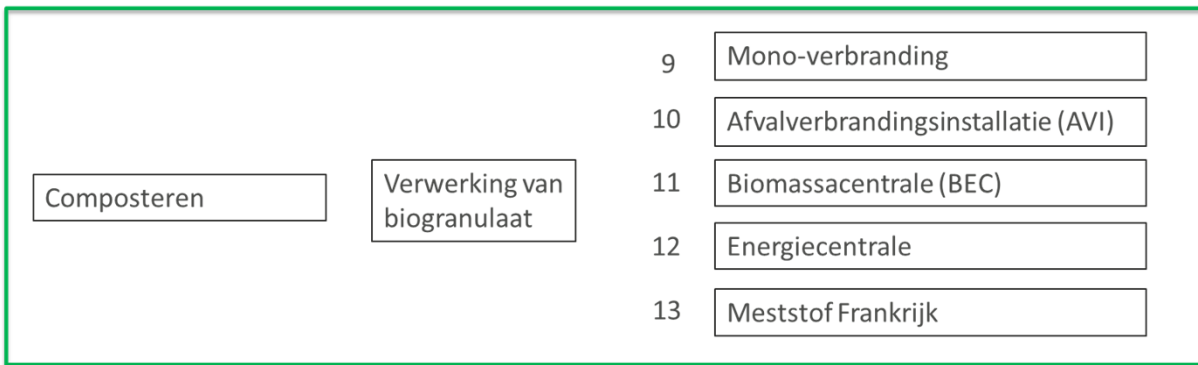 Composteren
Verwerking van
biogranulaat
9 Mono-verbranding
10 Afvalverbrandingsinstallatie (AVI)
11 Biomassacentrale (BEC)
12 Energiecentrale
13 Meststof Frankrijk